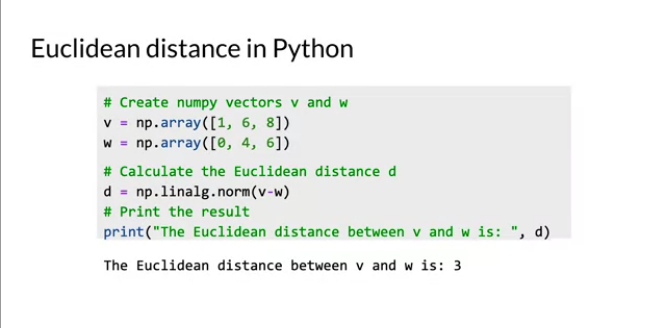 Euclidean distance in Python
# Create numpy vectors v and w
v = np.array([1, 6, 8])
w = np.array([0, 4, 6])
# Calculate the Euclidean distance d
d = np.linalg.norm(v-w)
# Print the result
print("The Euclidean distance between v and w is: ", d)
The Euclidean distance between v and w is: 3